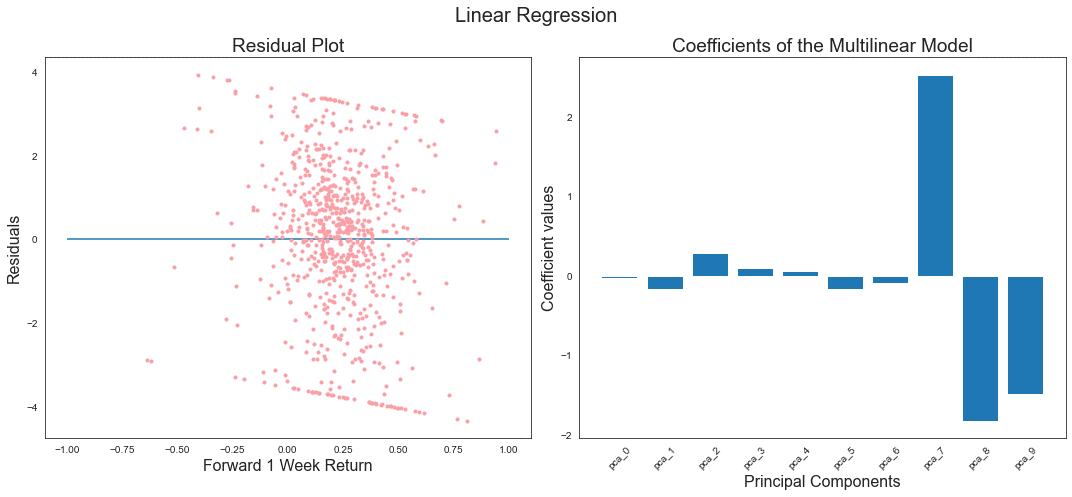 Linear Regression
Residual Plot
4
2
0
−2
−4
Residuals
−1.00 −0.75 −0.50 −0.25 0.00 0.25 0.50 0.75 1.00
Forward 1 Week Return
Coefficients of the Multilinear Model
2
1
0
−1
−2
Coefficient values
pca_0 pca_1 pca_2 pca_3 pca_4 pca_5 pca_6 pca_7 pca_8 pca_9
Principal Components